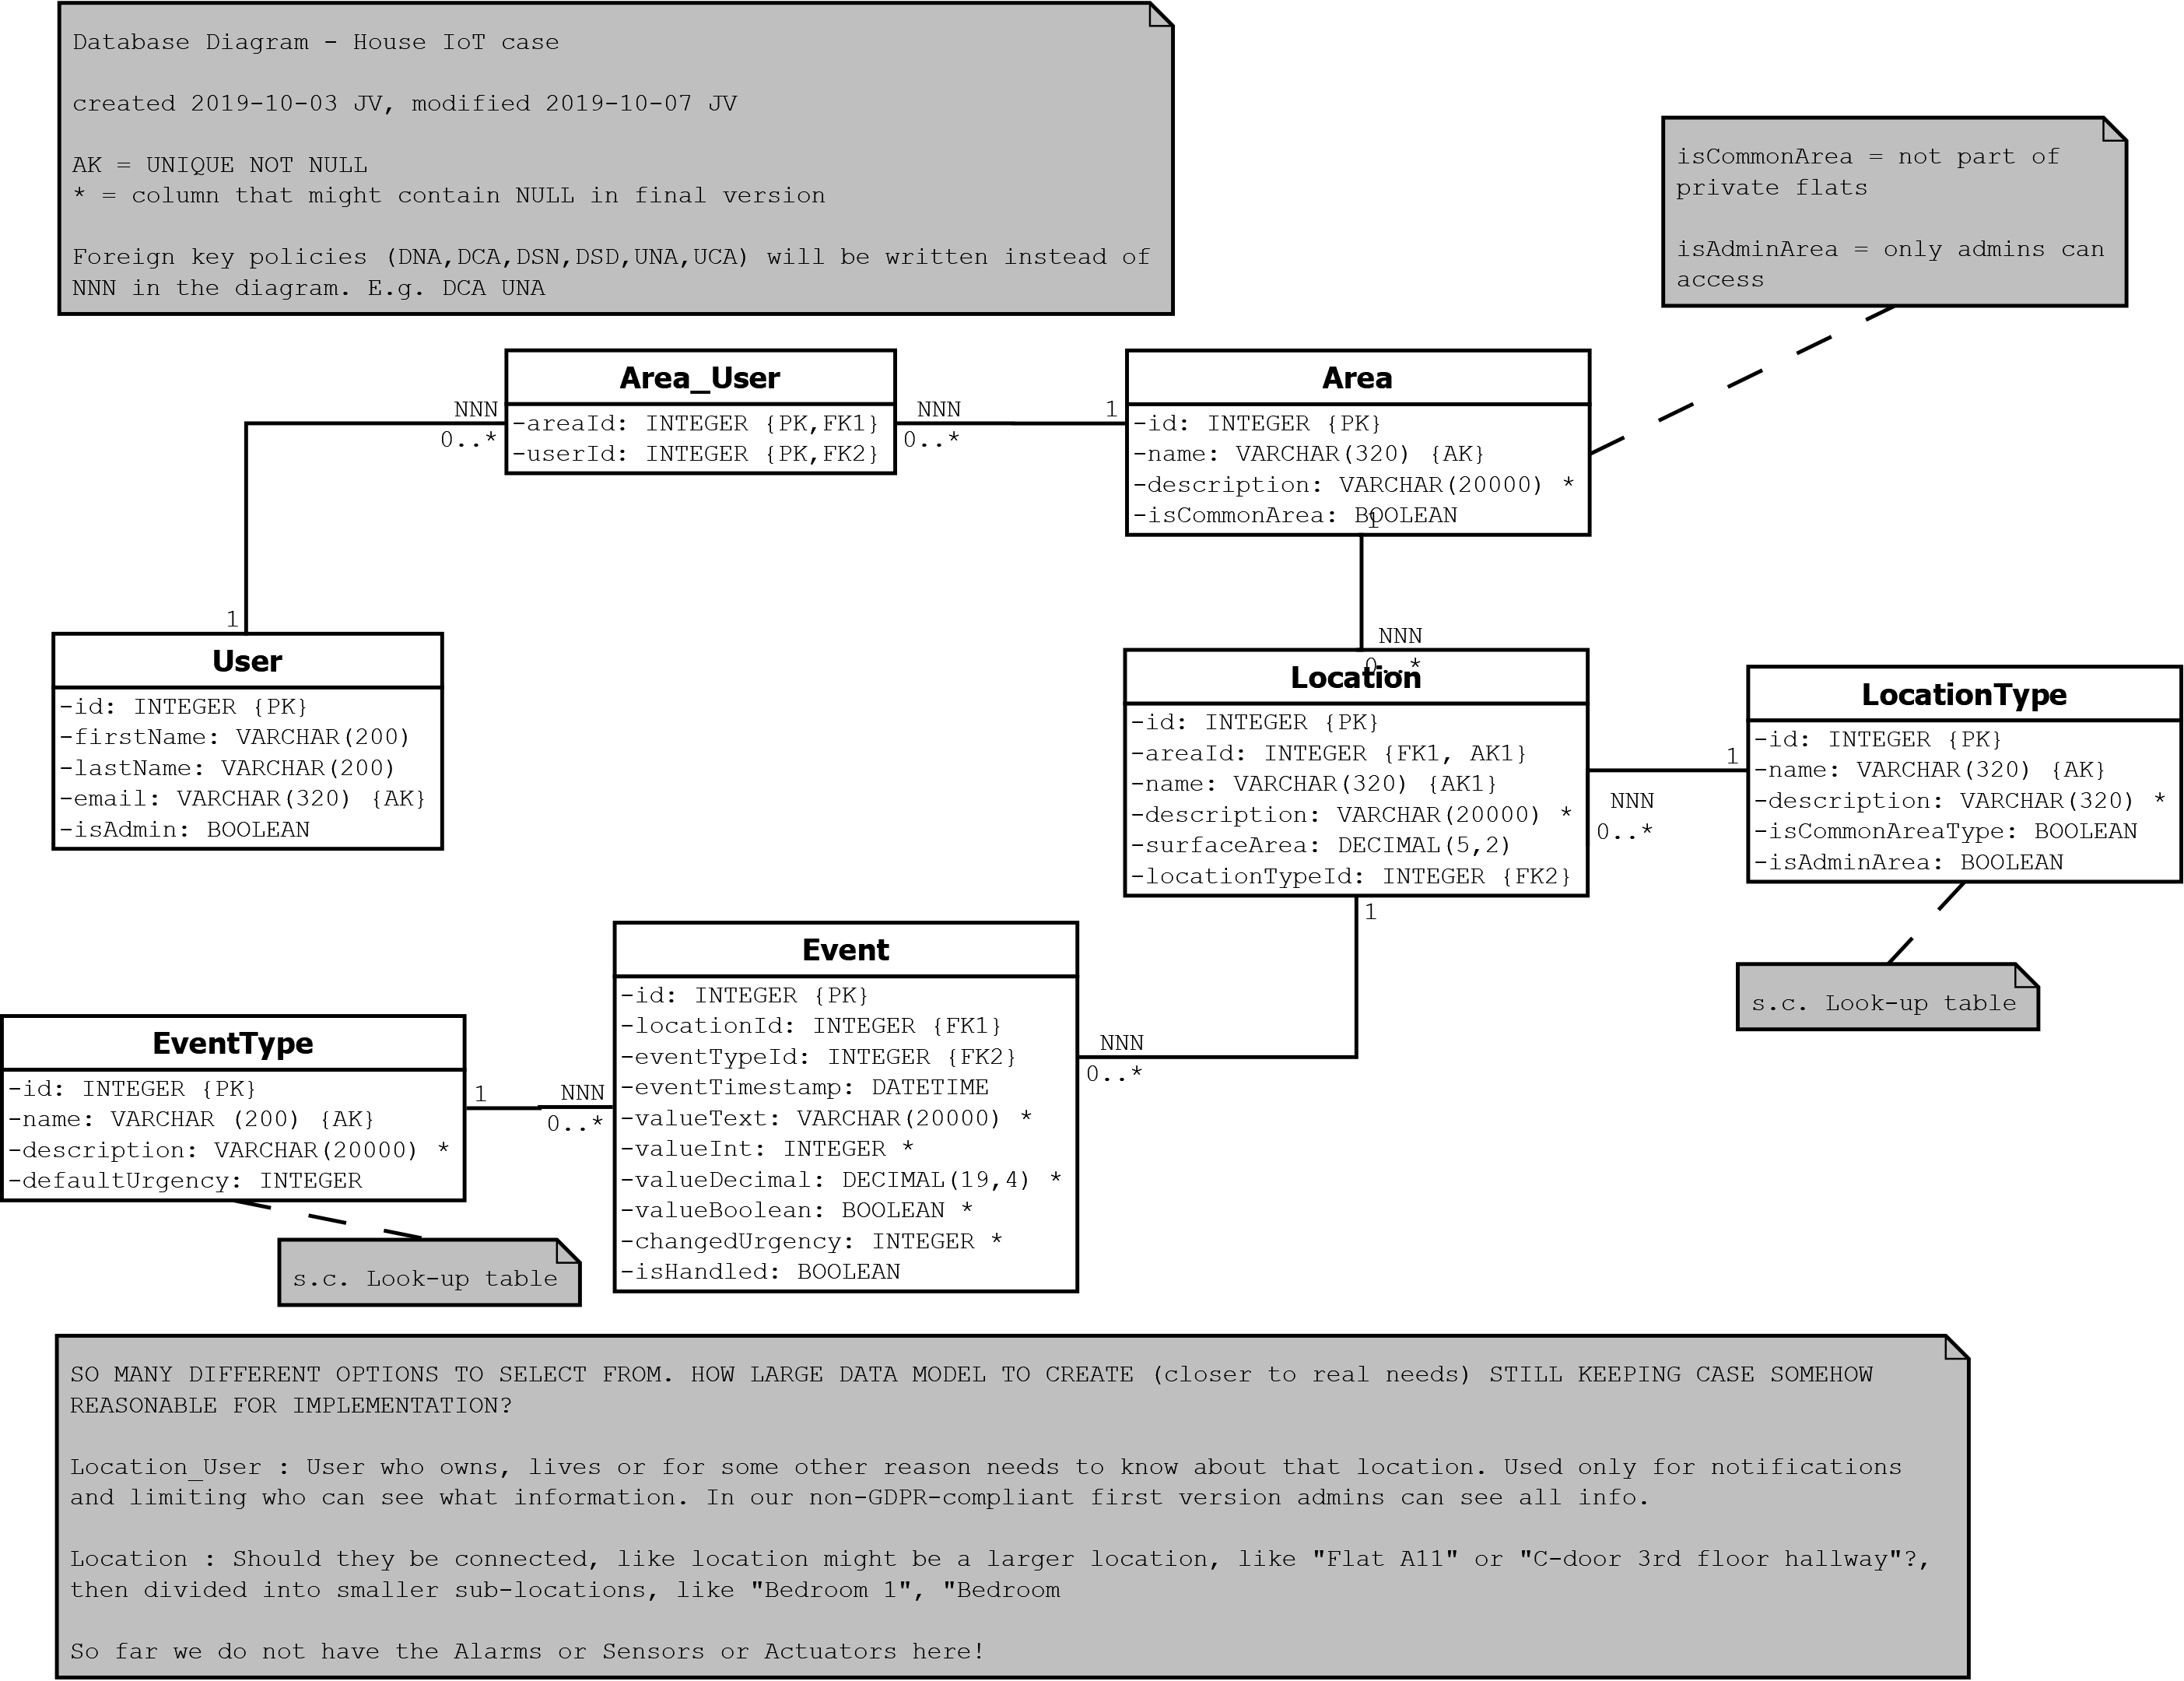 Database Diagram - House IoT case
created 2019-10-03 JV, modified 2019-10-07 JV
AK = UNIQUE NOT NULL
* = column that might contain NULL in final version
Foreign key policies (DNA,DCA,DSN,DSD,UNA,UCA) will be written instead of
NNN in the diagram. E.g. DCA UNA
isCommonArea = not part of
private flats
isAdminArea = only admins can
access
Area_User
-areaId: INTEGER {PK,FK1}
-userId: INTEGER {PK,FK2}
NNN
0..*
NNN
0..*
1
Area
-id: INTEGER {PK}
-name: VARCHAR(320) {AK}
-description: VARCHAR(20000) *
-isCommonArea: BOOLEAN
1
1
User
-id: INTEGER {PK}
-firstName: VARCHAR(200)
-lastName: VARCHAR(200)
-email: VARCHAR(320) {AK}
-isAdmin: BOOLEAN
NNN
0..*
Location
-id: INTEGER {PK}
-areaId: INTEGER {FK1, AK1}
-name: VARCHAR(320) {AK1}
-description: VARCHAR(20000) *
-surfaceArea: DECIMAL(5,2)
-locationTypeId: INTEGER {FK2}
1
NNN
0..*
LocationType
-id: INTEGER {PK}
-name: VARCHAR(320) {AK}
-description: VARCHAR(320) *
-isCommonAreaType: BOOLEAN
-isAdminArea: BOOLEAN
s.c. Look-up table
1
NNN
0..*
Event
-id: INTEGER {PK}
-locationId: INTEGER {FK1}
-eventTypeId: INTEGER {FK2}
-eventTimestamp: DATETIME
-valueText: VARCHAR(20000) *
-valueInt: INTEGER *
-valueDecimal: DECIMAL(19,4) *
-valueBoolean: BOOLEAN *
-changedUrgency: INTEGER *
-isHandled: BOOLEAN
EventType
-id: INTEGER {PK}
-name: VARCHAR (200) {AK}
-description: VARCHAR(20000) *
-defaultUrgency: INTEGER
1
NNN
0..*
s.c. Look-up table
SO MANY DIFFERENT OPTIONS TO SELECT FROM. HOW LARGE DATA MODEL TO CREATE (closer to real needs) STILL KEEPING CASE SOMEHOW
REASONABLE FOR IMPLEMENTATION?
Location_User : User who owns, lives or for some other reason needs to know about that location. Used only for notifications
and limiting who can see what information. In our non-GDPR-compliant first version admins can see all info.
Location : Should they be connected, like location might be a larger location, like "Flat A11" or "C-door 3rd floor hallway"?,
then divided into smaller sub-locations, like "Bedroom 1", "Bedroom
So far we do not have the Alarms or Sensors or Actuators here!